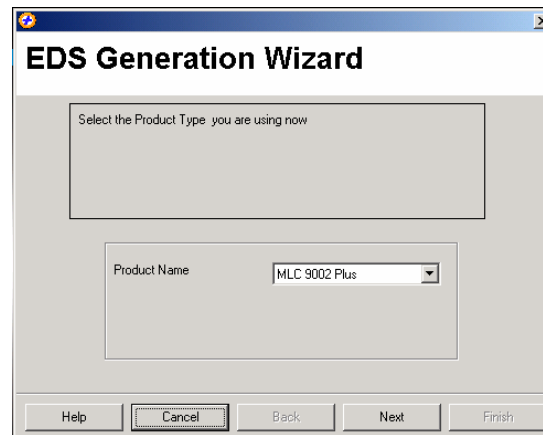 EDS Generation Wizard
Select the Product Type you are using now
Product Name
MLC 9002 Plus
Help
Cancel
Back
Next
Finish